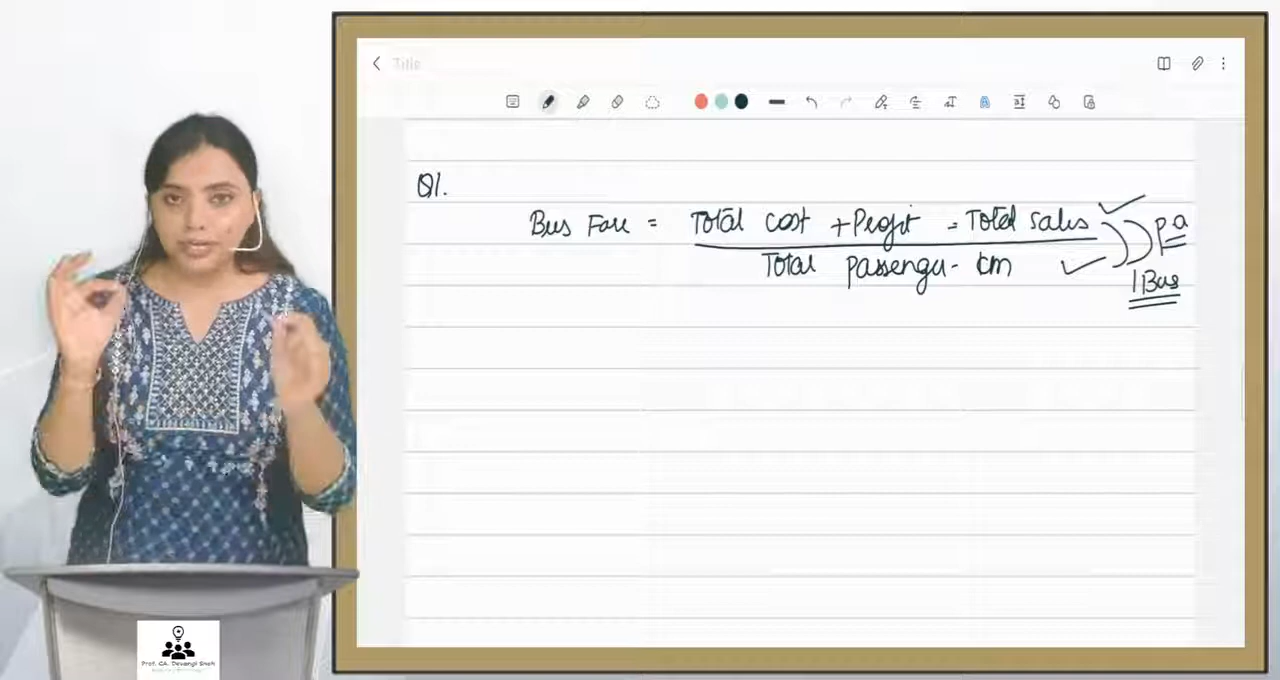 Title
Q1.
Bus Fare = Total cost + Profit = Total sales p.a
Total passenger - km
1 Bus
Prof. CA. Devangi Shah